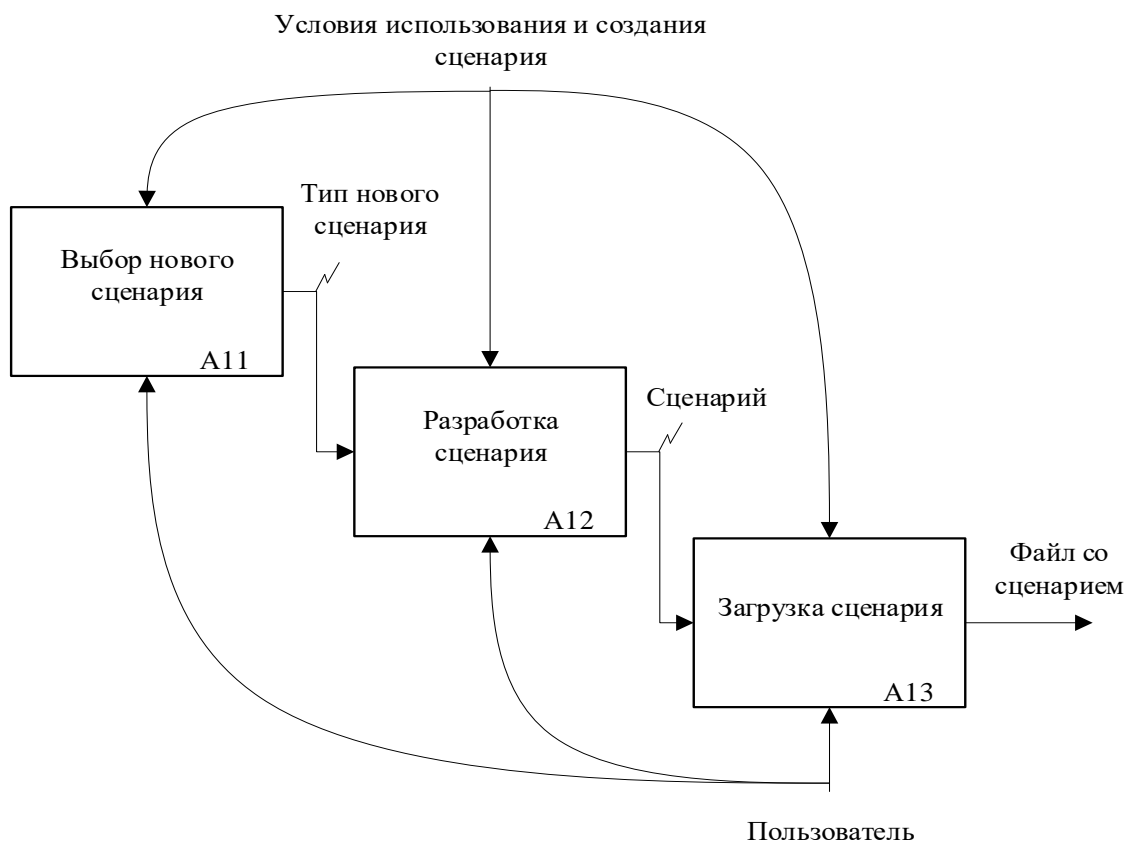 Условия использования и создания
сценария
Тип нового
сценария
Выбор нового
сценария
А11
Разработка
сценария
А12
Сценарий
Загрузка сценария
А13
Файл со
сценарием
Пользователь